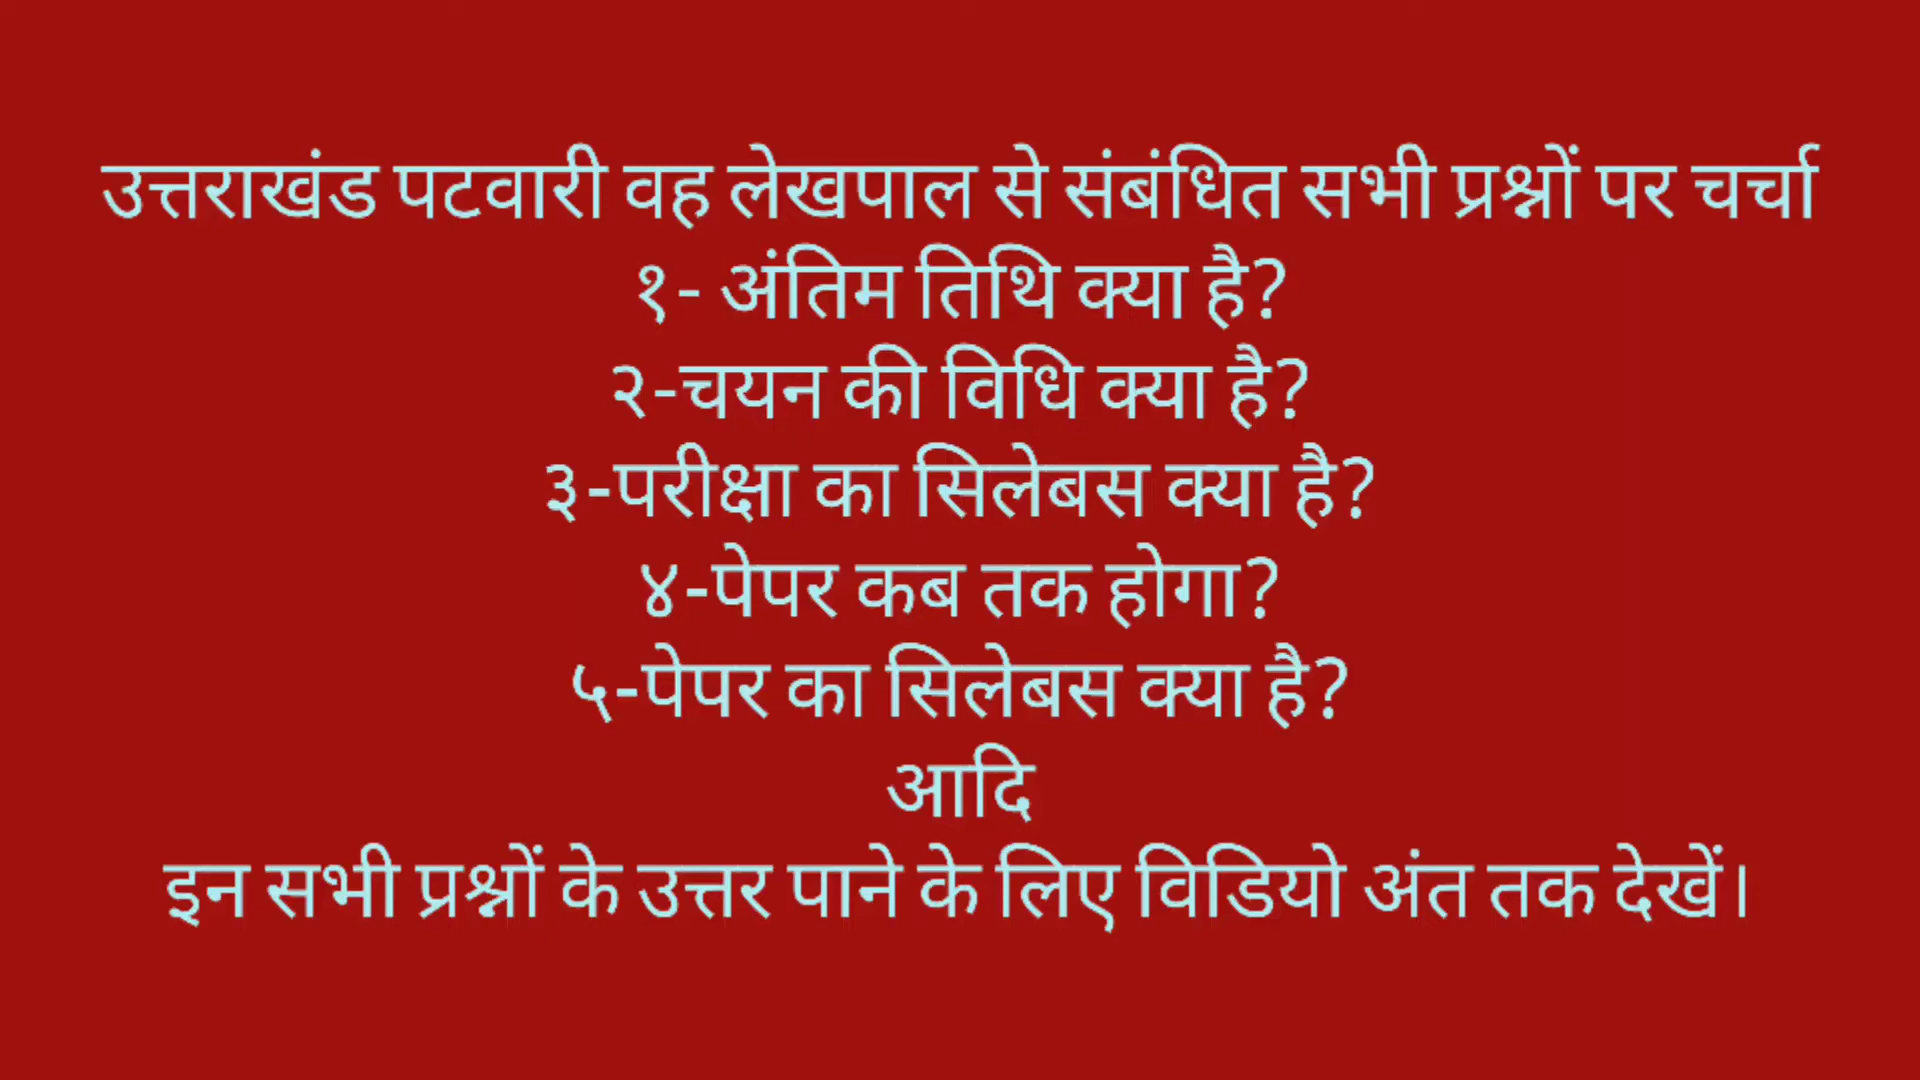 उत्तराखंड पटवारी वह लेखपाल से संबंधित सभी प्रश्नों पर चर्चा
१- अंतिम तिथि क्या है?
२-चयन की विधि क्या है?
३-परीक्षा का सिलेबस क्या है?
४-पेपर कब तक होगा?
५-पेपर का सिलेबस क्या है?
आदि
इन सभी प्रश्नों के उत्तर पाने के लिए विडियो अंत तक देखें।